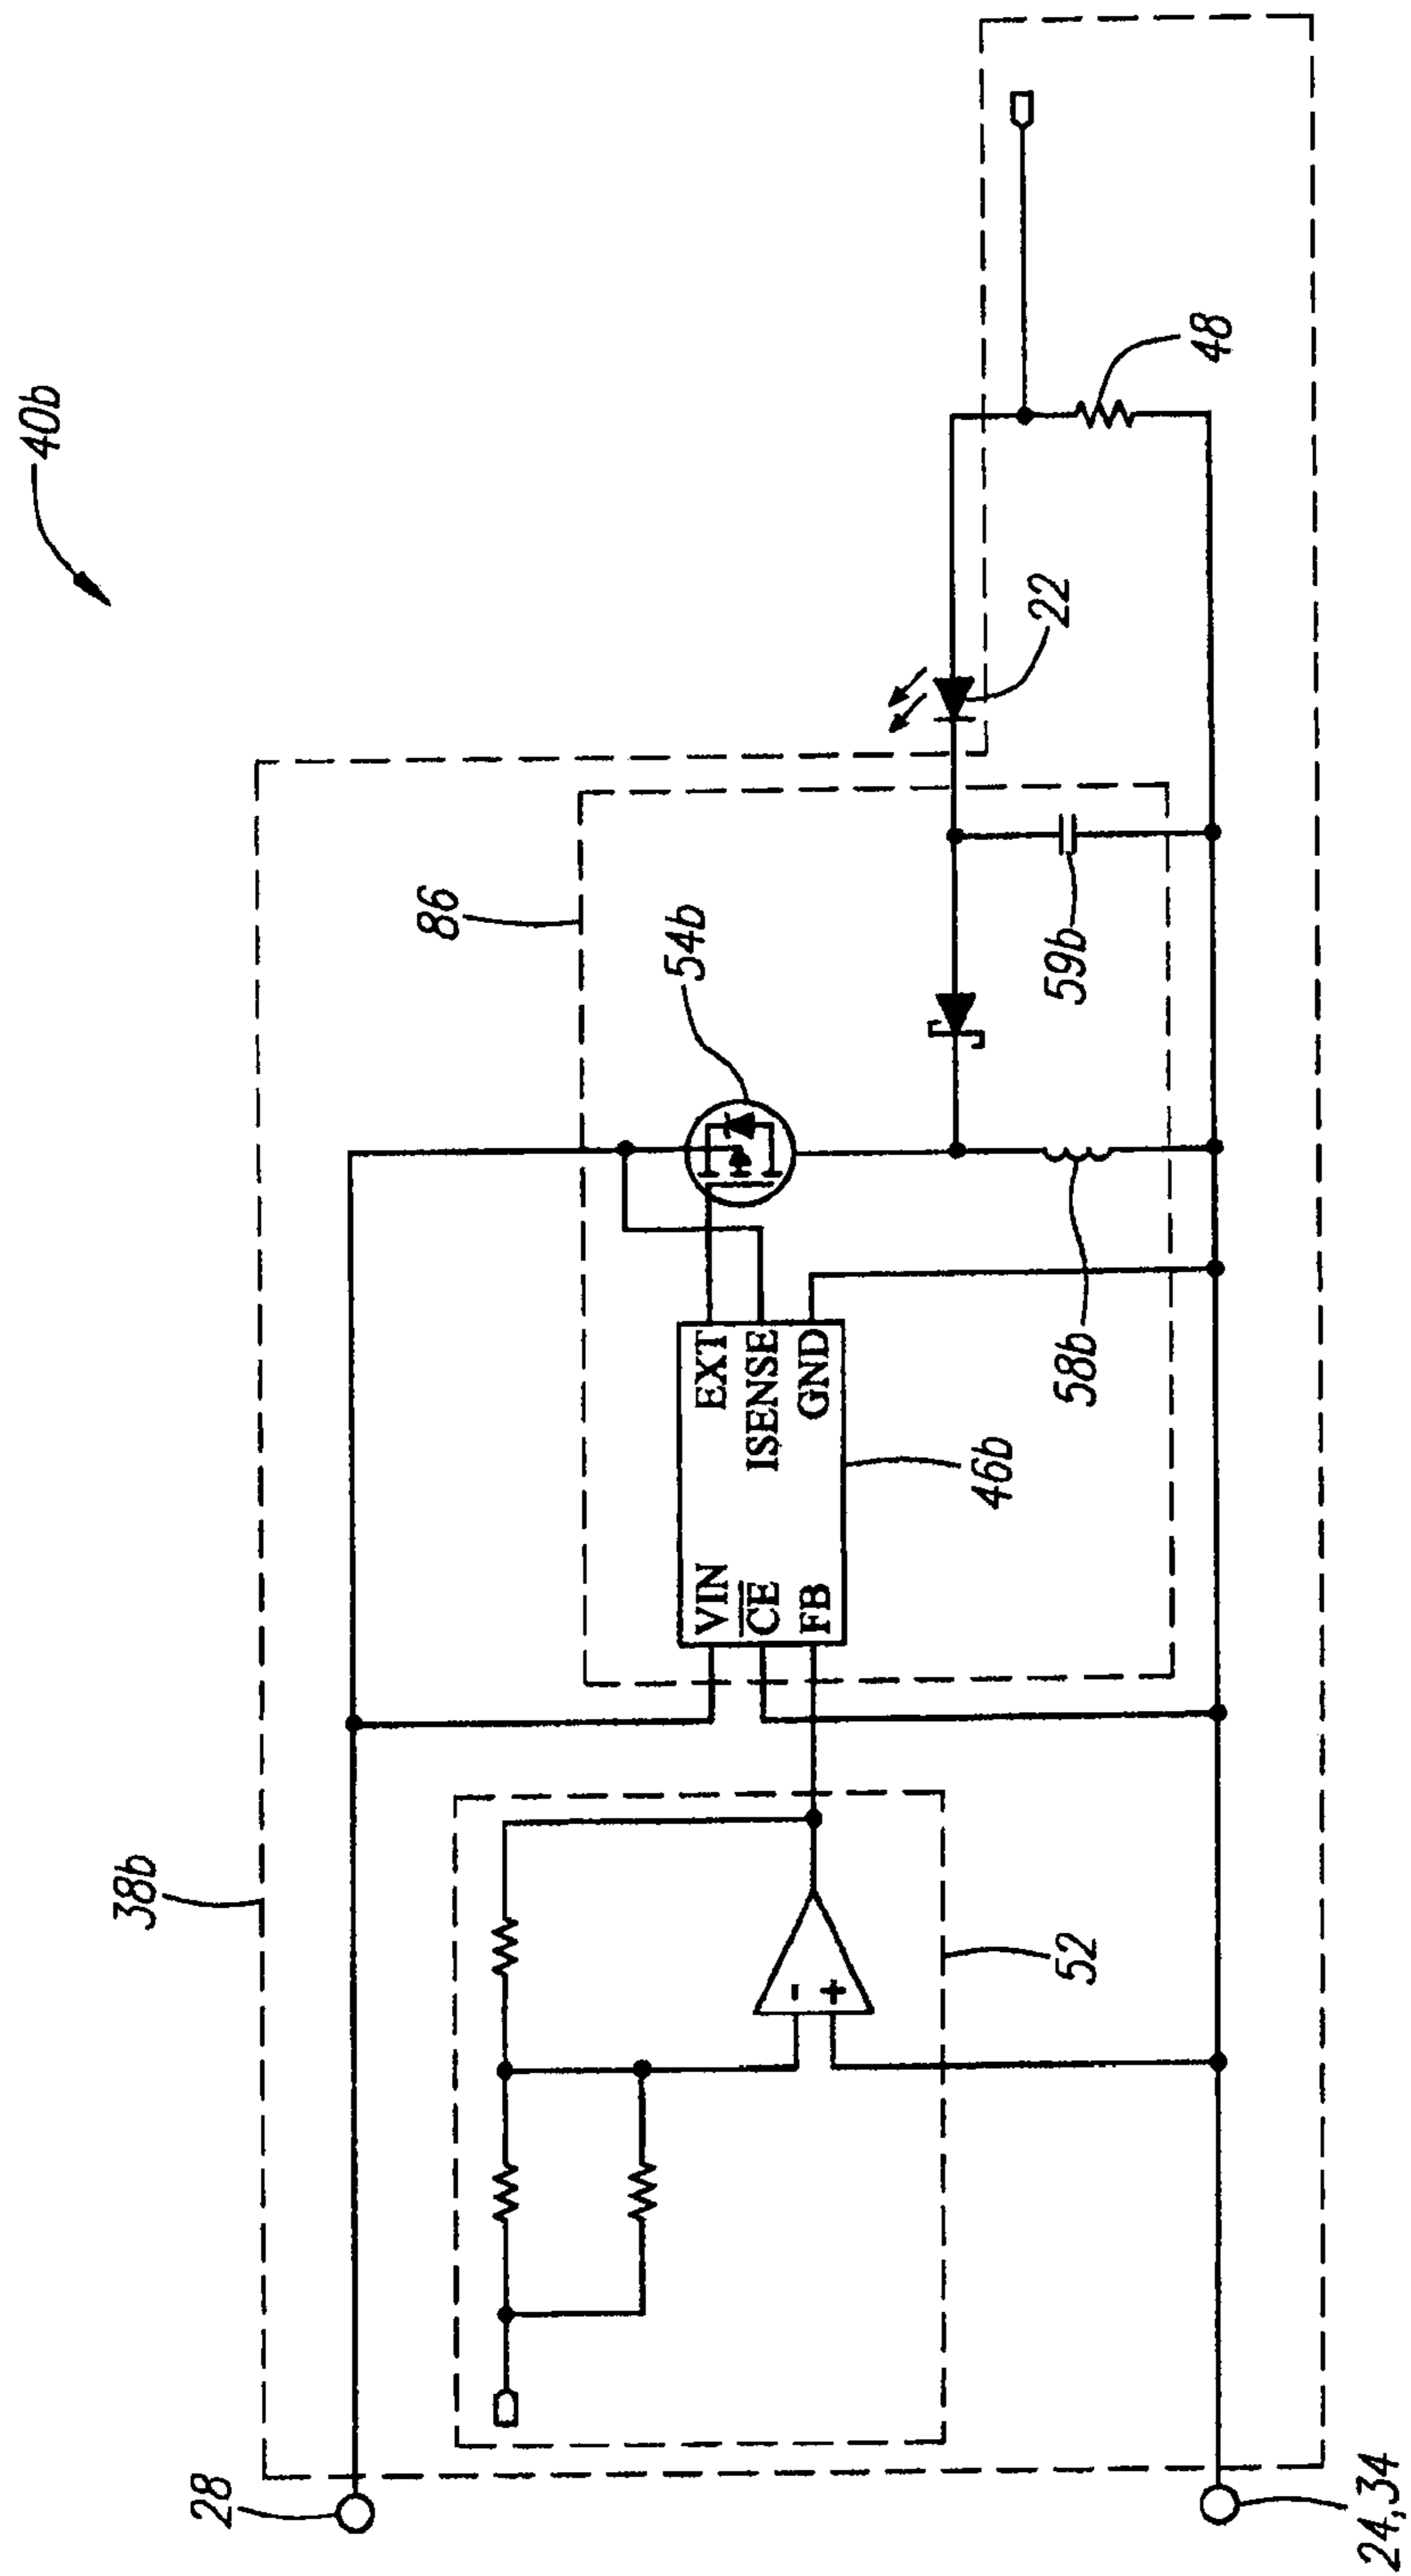 40b
38b
86
54b
28
VIN
CE
FB
EXT
ISENSE
GND
-
+
52
46b
58b
59b
22
48
24,34